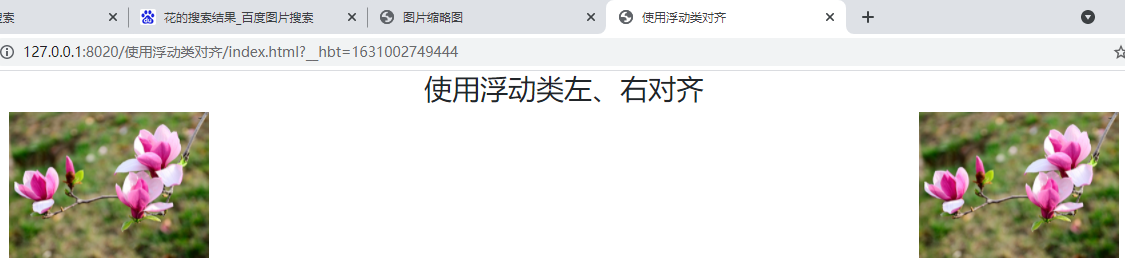 搜索
花的搜索结果_百度图片搜索
图片缩略图
使用浮动类对齐
127.0.0.1:8020/使用浮动类对齐/index.html?__hbt=1631002749444
使用浮动类左、右对齐